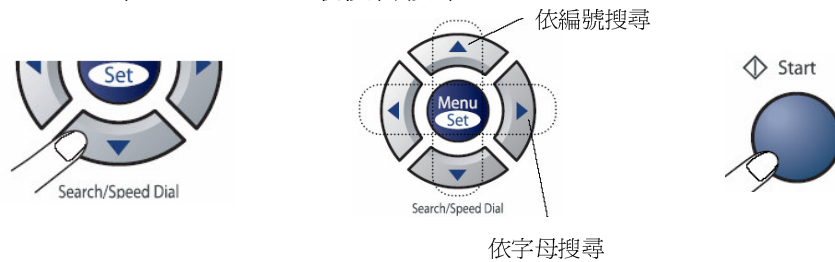 依編號搜尋
Set
Search/Speed Dial
Menu
Set
Search/Speed Dial
Start
依字母搜尋